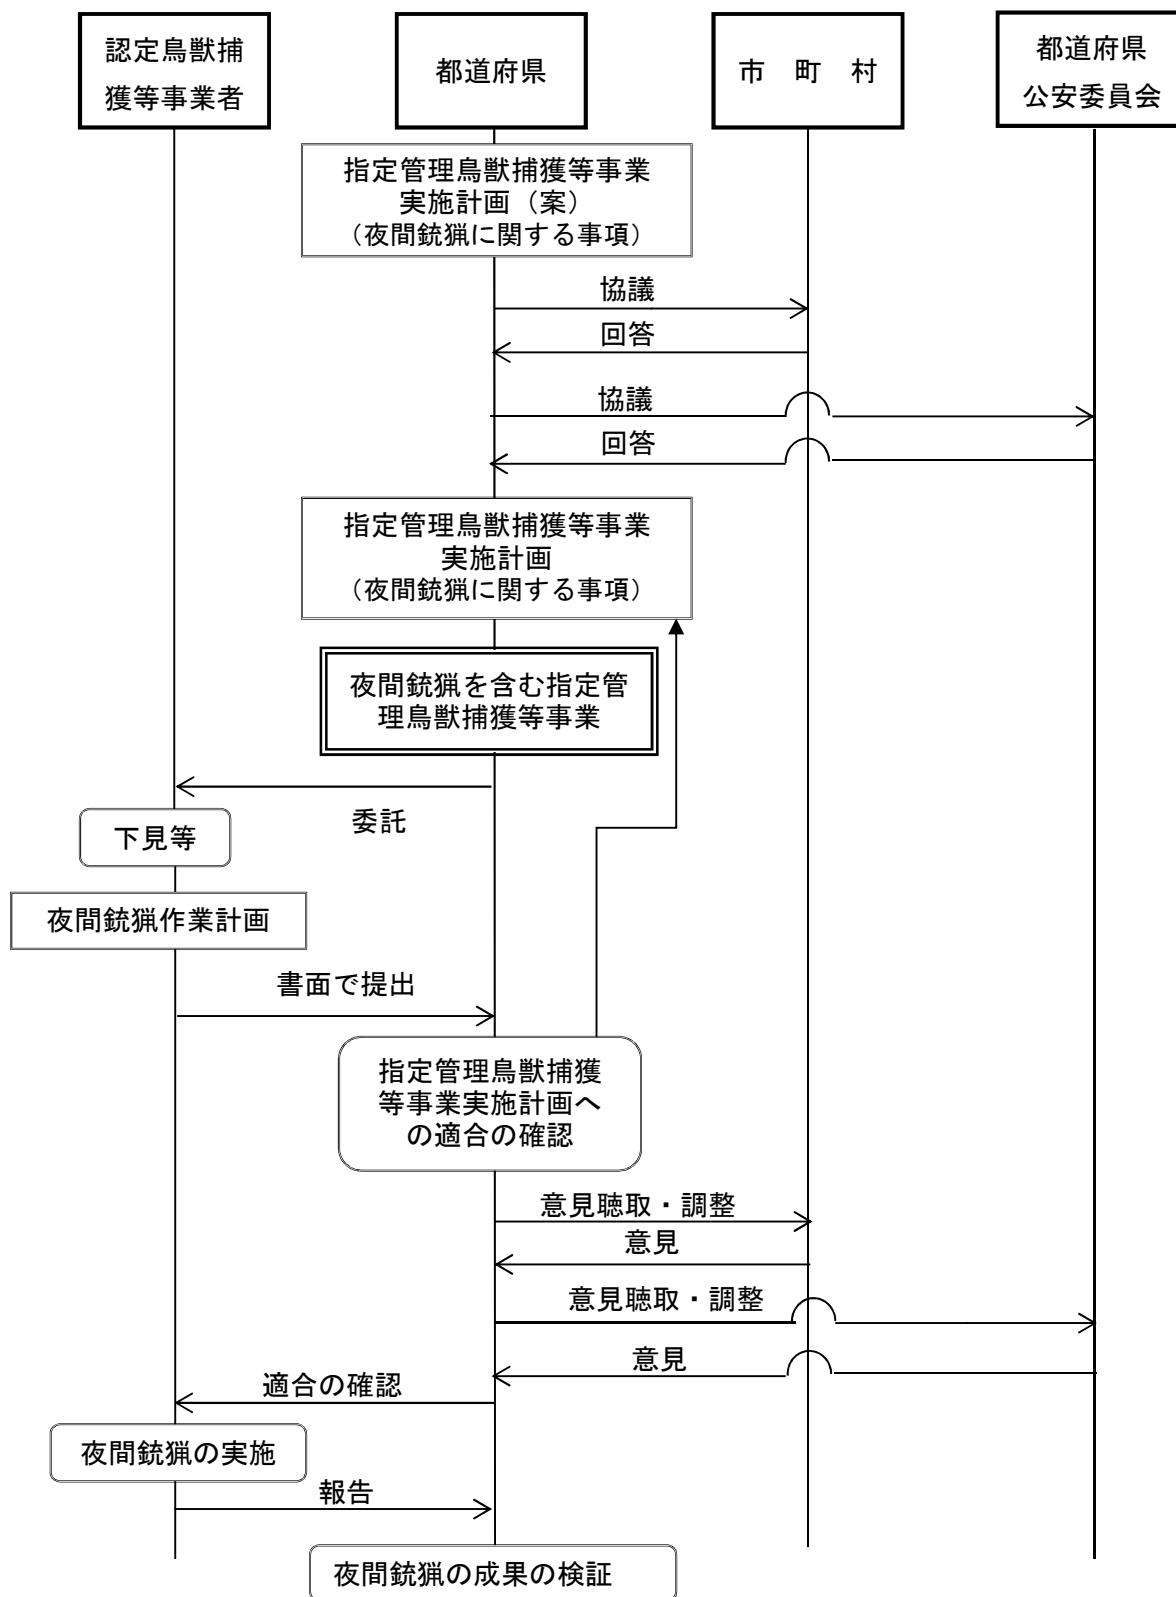 認定鳥獣捕
獲等事業者
都道府県
市　町　村
都道府県
公安委員会
指定管理鳥獣捕獲等事業
実施計画（案）
（夜間銃猟に関する事項）
協議
回答
協議
回答
指定管理鳥獣捕獲等事業
実施計画
（夜間銃猟に関する事項）
夜間銃猟を含む指定管
理鳥獣捕獲等事業
委託
下見等
夜間銃猟作業計画
書面で提出
指定管理鳥獣捕獲
等事業実施計画へ
の適合の確認
意見聴取・調整
意見
意見聴取・調整
意見
適合の確認
夜間銃猟の実施
報告
夜間銃猟の成果の検証